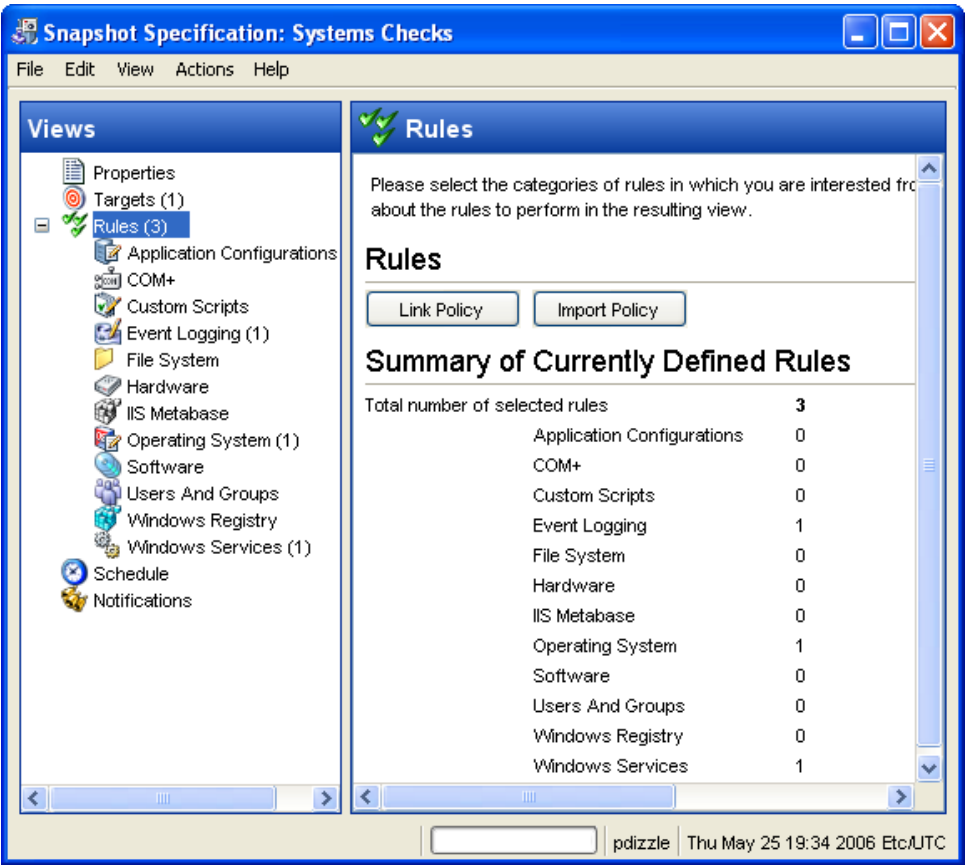 Snapshot Specification: Systems Checks
File Edit View Actions Help
Views
Properties
Targets (1)
Rules (3)
Application Configurations
COM+
Custom Scripts
Event Logging (1)
File System
Hardware
IIS Metabase
Operating System (1)
Software
Users And Groups
Windows Registry
Windows Services (1)
Schedule
Notifications
Rules
Please select the categories of rules in which you are interested
about the rules to perform in the resulting view.
Rules
Link Policy Import Policy
Summary of Currently Defined Rules
Total number of selected rules 3
Application Configurations 0
COM+ 0
Custom Scripts 0
Event Logging 1
File System 0
Hardware 0
IIS Metabase 0
Operating System 1
Software 0
Users And Groups 0
Windows Registry 0
Windows Services 1
pdizzle Thu May 25 19:34 2006 Etc/UTC